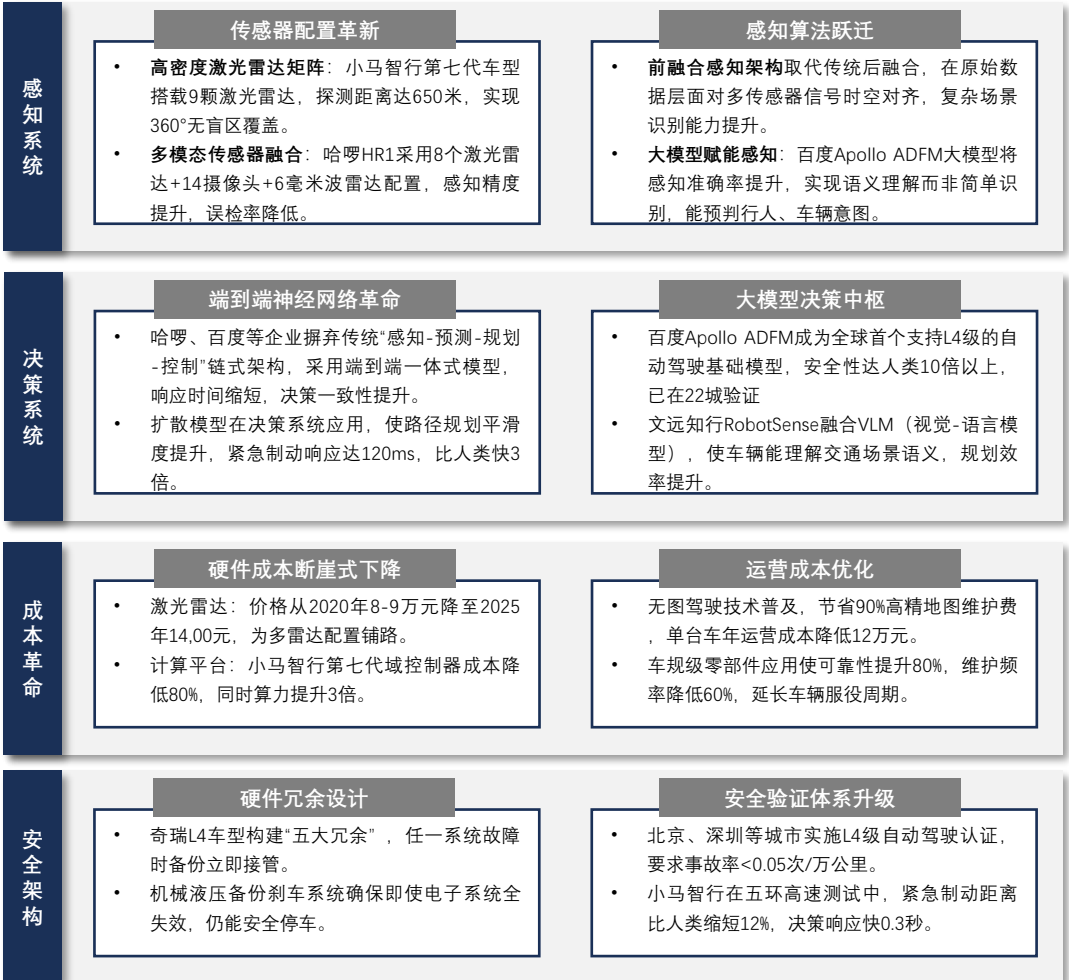 感知系统
传感器配置革新
• 高密度激光雷达矩阵：小马智行第七代车型
搭载9颗激光雷达，探测距离达650米，实现
360°无盲区覆盖。
• 多模态传感器融合：哈啰HR1采用8个激光雷
达+14摄像头+6毫米波雷达配置，感知精度
提升，误检率降低。
感知算法跃迁
• 前融合感知架构取代传统后融合，在原始数
据层面对多传感器信号时空对齐，复杂场景
识别能力提升。
• 大模型赋能感知：百度Apollo ADFM大模型将
感知准确率提升，实现语义理解而非简单识
别，能预判行人、车辆意图。
决策系统
端到端神经网络革命
• 哈啰、百度等企业摒弃传统“感知-预测-规划
-控制”链式架构，采用端到端一体式模型，
响应时间缩短，决策一致性提升。
• 扩散模型在决策系统应用，使路径规划平滑
度提升，紧急制动响应达120ms，比人类快3
倍。
大模型决策中枢
• 百度Apollo ADFM成为全球首个支持L4级的自
动驾驶基础模型，安全性达人类10倍以上，
已在22城验证
• 文远知行RobotSense融合VLM（视觉-语言模
型），使车辆能理解交通场景语义，规划效
率提升。
成本革命
硬件成本断崖式下降
• 激光雷达：价格从2020年8-9万元降至2025
年14,00元，为多雷达配置铺路。
• 计算平台：小马智行第七代域控制器成本降
低80%，同时算力提升3倍。
运营成本优化
• 无图驾驶技术普及，节省90%高精地图维护费
，单台车年运营成本降低12万元。
• 车规级零部件应用使可靠性提升80%，维护频
率降低60%，延长车辆服役周期。
安全架构
硬件冗余设计
• 奇瑞L4车型构建“五大冗余”，任一系统故障
时备份立即接管。
• 机械液压备份刹车系统确保即使电子系统全
失效，仍能安全停车。
安全验证体系升级
• 北京、深圳等城市实施L4级自动驾驶认证，
要求事故率<0.05次/万公里。
• 小马智行在五环高速测试中，紧急制动距离
比人类缩短12%，决策响应快0.3秒。